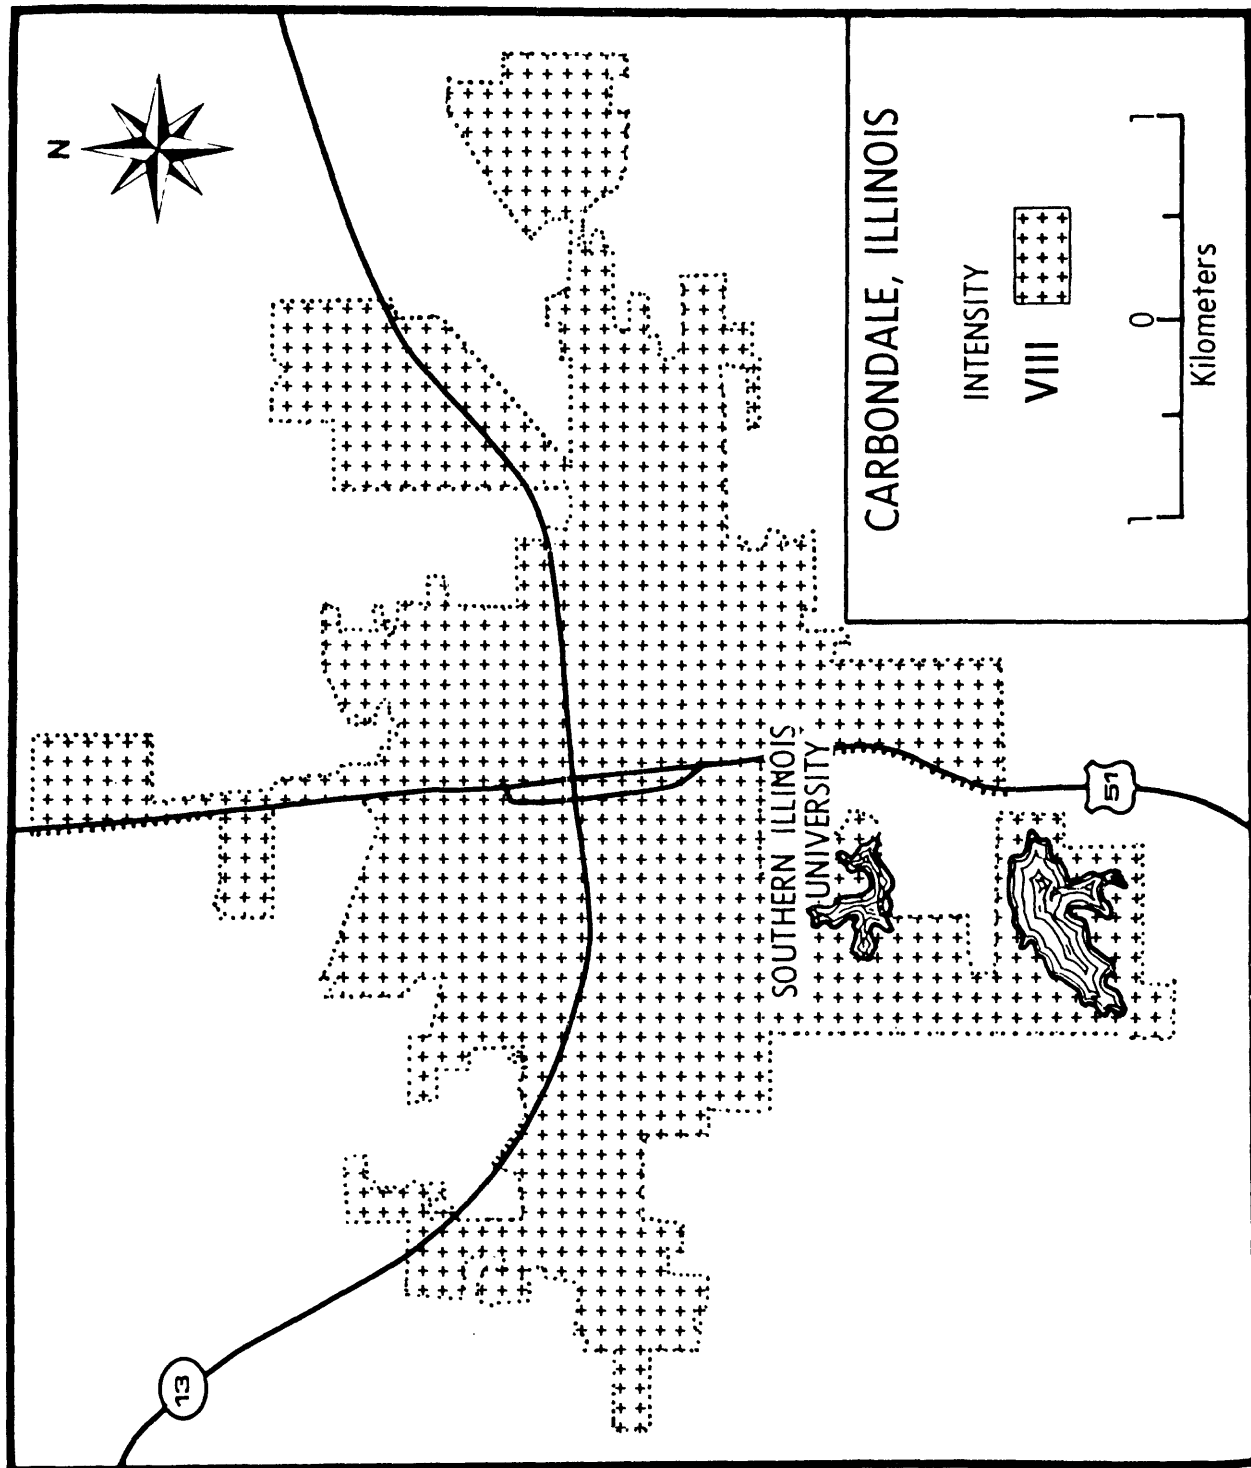 N
13
SOUTHERN ILLINOIS
UNIVERSITY
51
CARBONDALE, ILLINOIS
INTENSITY
VIII
1 0 1
Kilometers